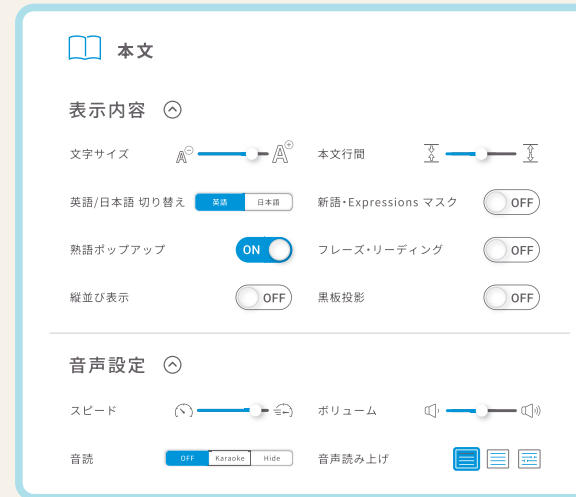 本文
表示内容
文字サイズ A A 本文行間
英語/日本語 切り替え 英語 日本語 新語・Expressions マスク OFF
熟語ポップアップ ON フレーズ・リーディング OFF
縦並び表示 OFF 黒板投影 OFF
音声設定
スピード ボリューム
音読 OFF Karaoke Hide 音声読み上げ